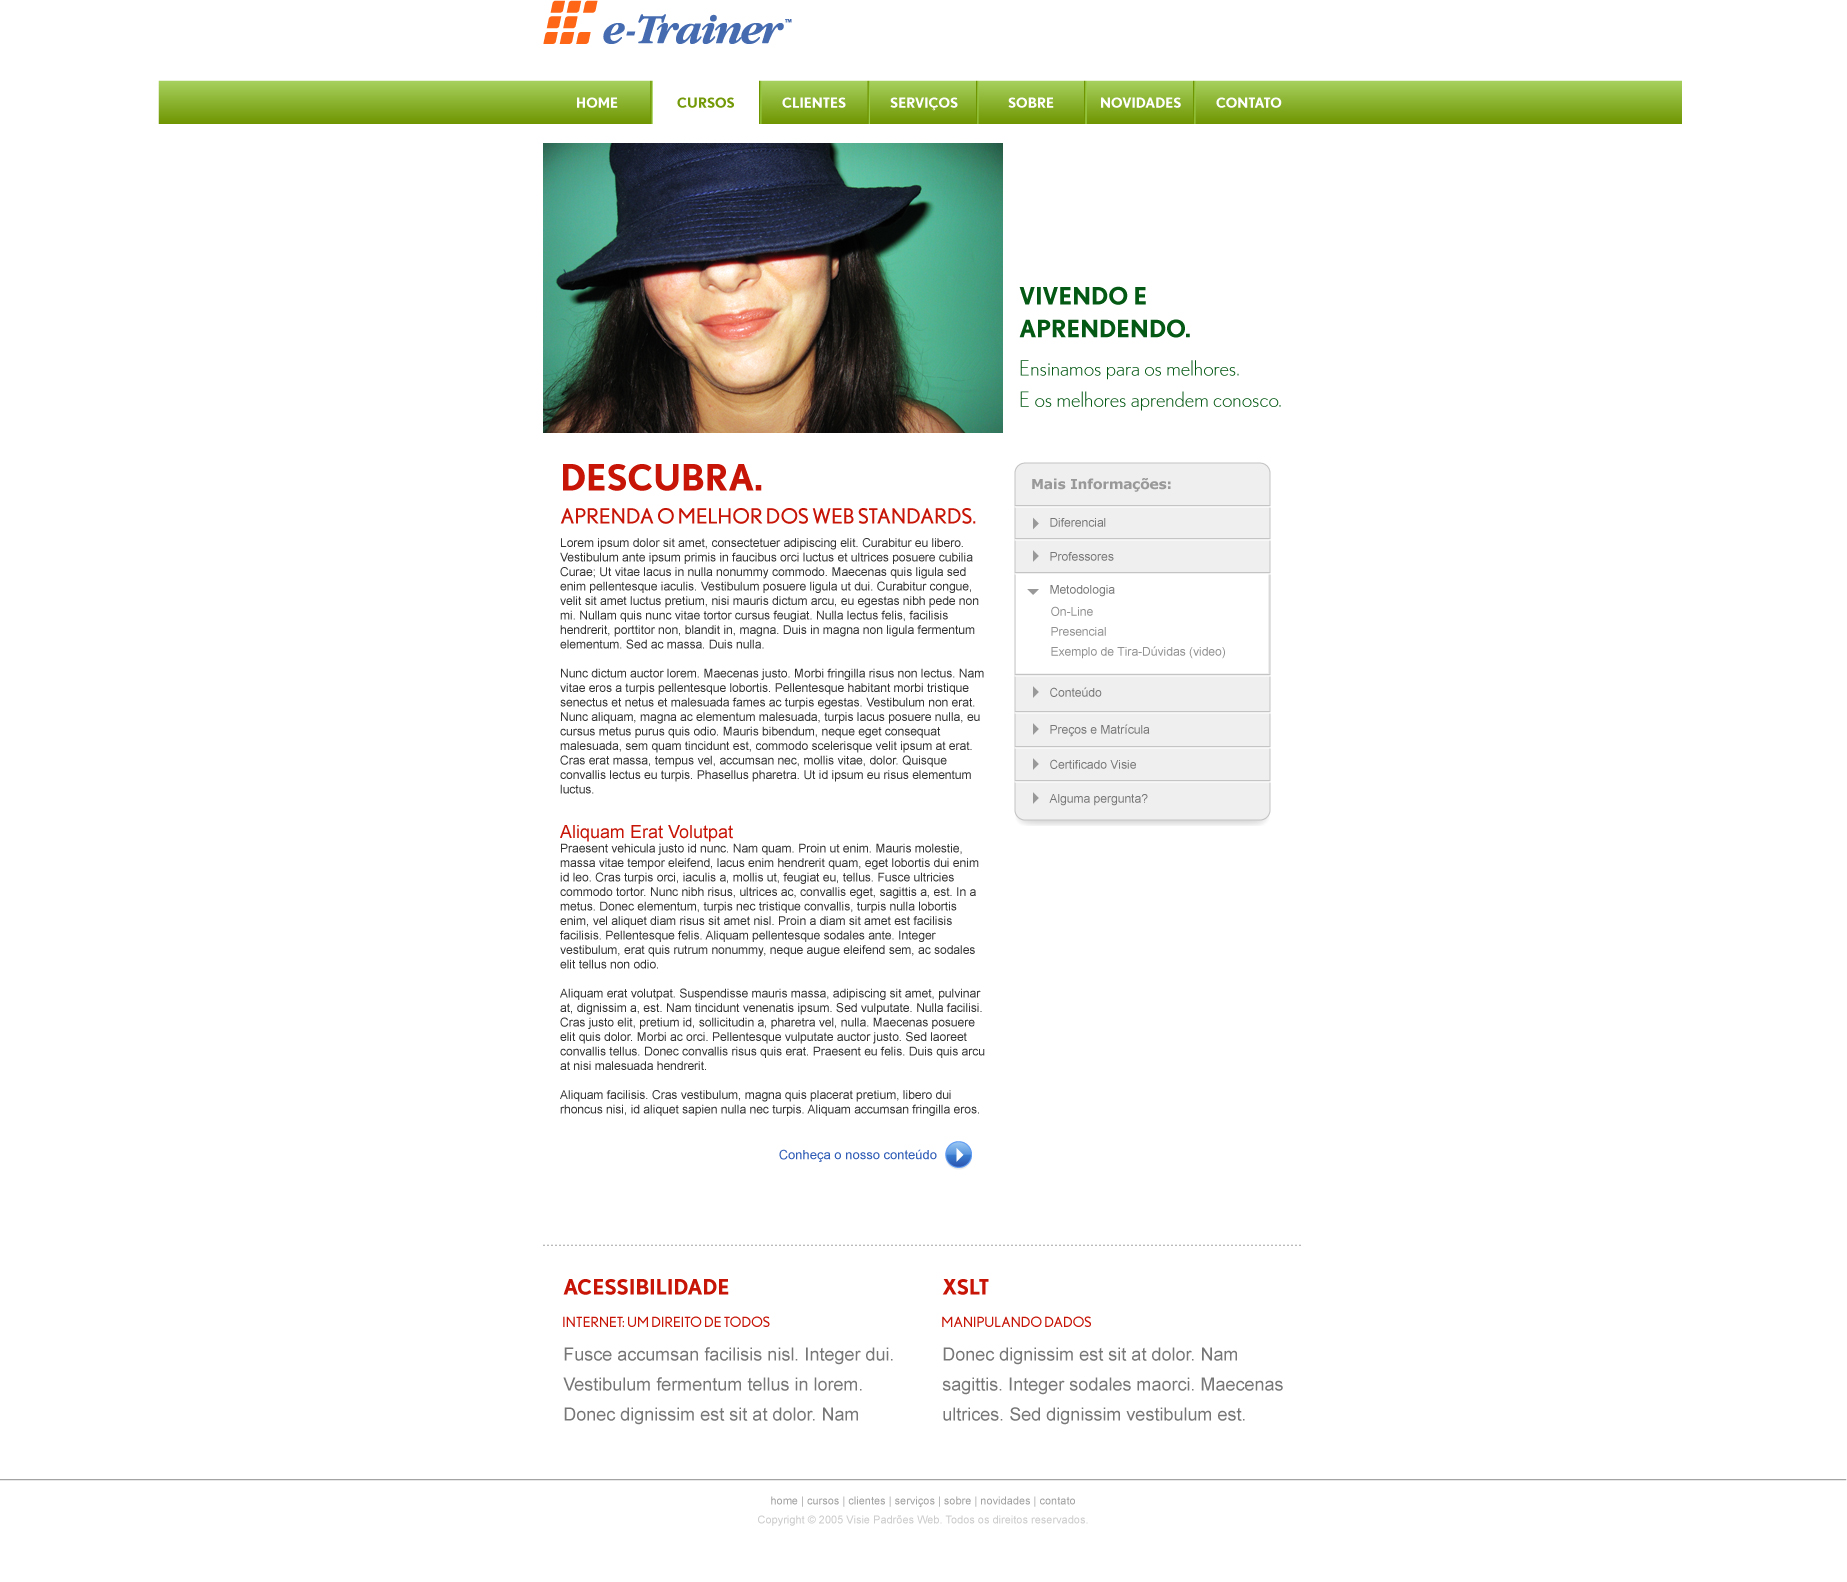 e-Trainer™
HOME
CURSOS
CLIENTES
SERVIÇOS
SOBRE
NOVIDADES
CONTATO
VIVENDO E
APRENDENDO.
Ensinamos para os melhores.
E os melhores aprendem conosco.
DESCUBRA.
APRENDA O MELHOR DOS WEB STANDARDS.
Lorem ipsum dolor sit amet, consectetuer adipiscing elit. Curabitur eu libero.
Vestibulum ante ipsum primis in faucibus orci luctus et ultrices posuere cubilia
Curae; Ut vitae lacus in nulla nonummy commodo. Maecenas quis ligula sed
enim pellentesque iaculis. Vestibulum posuere ligula ut dui. Curabitur congue,
velit sit amet luctus pretium, nisi mauris dictum arcu, eu egestas nibh pede non
mi. Nullam quis nunc vitae tortor cursus feugiat. Nulla lectus felis, facilisis
hendrerit, porttitor non, blandit in, magna. Duis in magna non ligula fermentum
elementum. Sed ac massa. Duis nulla.
Nunc dictum auctor lorem. Maecenas justo. Morbi fringilla risus non lectus. Nam
vitae eros a turpis pellentesque lobortis. Pellentesque habitant morbi tristique
senectus et netus et malesuada fames ac turpis egestas. Vestibulum non erat.
Nunc aliquam, magna ac elementum malesuada, turpis lacus posuere nulla, eu
cursus metus purus quis odio. Mauris bibendum, neque eget consequat
malesuada, sem quam tincidunt est, commodo scelerisque velit ipsum at erat.
Cras erat massa, tempus vel, accumsan nec, mollis vitae, dolor. Quisque
convallis lectus eu turpis. Phasellus pharetra. Ut id ipsum eu risus elementum
luctus.
Aliquam Erat Volutpat
Praesent vehicula justo id nunc. Nam quam. Proin ut enim. Mauris molestie,
massa vitae tempor eleifend, lacus enim hendrerit quam, eget lobortis dui enim
id leo. Cras turpis orci, iaculis a, mollis ut, feugiat eu, tellus. Fusce ultricies
commodo tortor. Nunc nibh risus, ultrices ac, convallis eget, sagittis a, est. In a
metus. Donec elementum, turpis nec tristique convallis, turpis nulla lobortis
enim, vel aliquet diam risus sit amet nisl. Proin a diam sit amet est facilisis
facilisis. Pellentesque felis. Aliquam pellentesque sodales ante. Integer
vestibulum, erat quis rutrum nonummy, neque augue eleifend sem, ac sodales
elit tellus non odio.
Aliquam erat volutpat. Suspendisse mauris massa, adipiscing sit amet, pulvinar
at, dignissim a, est. Nam tincidunt venenatis ipsum. Sed vulputate. Nulla facilisi.
Cras justo elit, pretium id, sollicitudin a, pharetra vel, nulla. Maecenas posuere
elit quis dolor. Morbi ac orci. Pellentesque vulputate auctor justo. Sed laoreet
convallis tellus. Donec convallis risus quis erat. Praesent eu felis. Duis quis arcu
at nisi malesuada hendrerit.
Aliquam facilisis. Cras vestibulum, magna quis placerat pretium, libero dui
rhoncus nisi, id aliquet sapien nulla nec turpis. Aliquam accumsan fringilla eros.
Conheça o nosso conteúdo
Mais Informações:
Diferencial
Professores
Metodologia
On-Line
Presencial
Exemplo de Tira-Dúvidas (video)
Conteúdo
Preços e Matrícula
Certificado Visie
Alguma pergunta?
ACESSIBILIDADE
INTERNET: UM DIREITO DE TODOS
Fusce accumsan facilisis nisl. Integer dui.
Vestibulum fermentum tellus in lorem.
Donec dignissim est sit at dolor. Nam
XSLT
MANIPULANDO DADOS
Donec dignissim est sit at dolor. Nam
sagittis. Integer sodales maorci. Maecenas
ultrices. Sed dignissim vestibulum est.
home | cursos | clientes | serviços | sobre | novidades | contato
Copyright © 2005 Visie Padrões Web. Todos os direitos reservados.